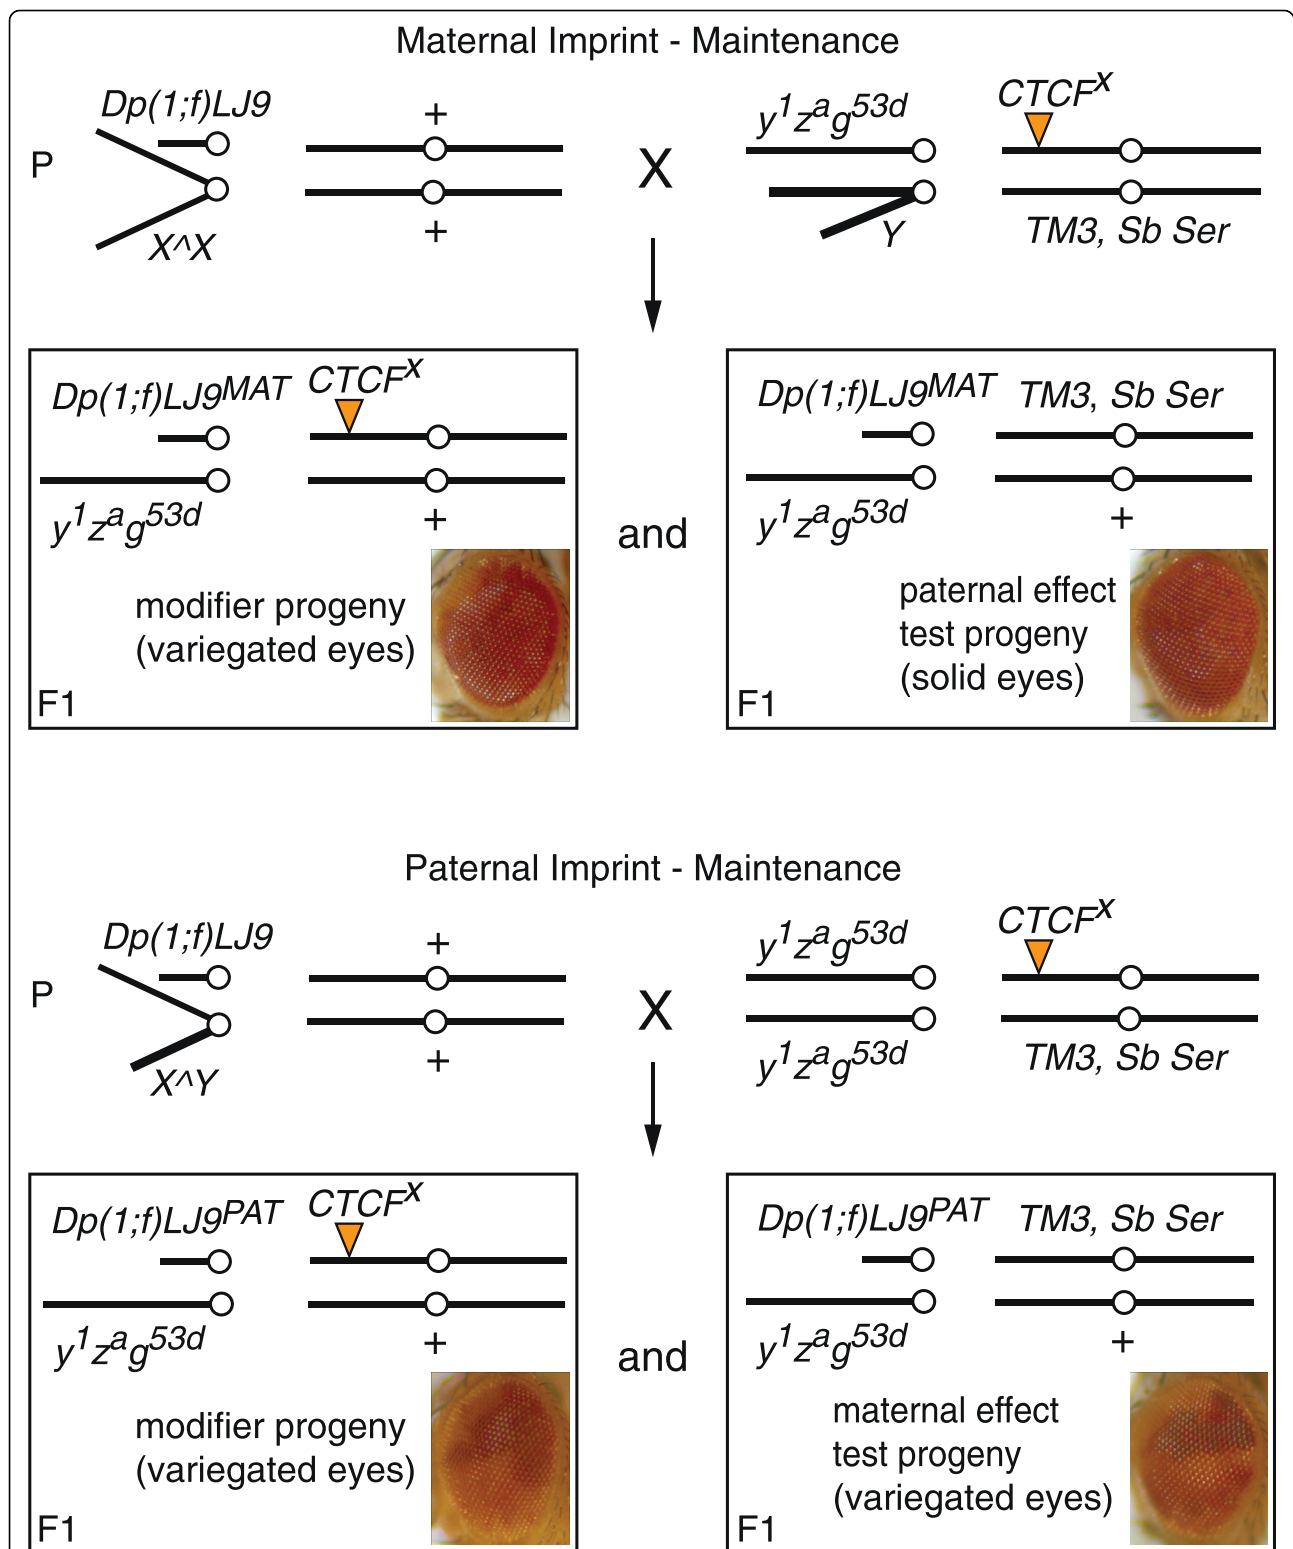 Maternal Imprint - Maintenance
Dp(1;f)LJ9
+
y¹zᵃg⁵³ᵈ
CTCFˣ
P
X
X^X
+
Y
TM3, Sb Ser
Dp(1;f)LJ9ᴹᴬᵀ
CTCFˣ
y¹zᵃg⁵³ᵈ
+
modifier progeny
(variegated eyes)
F1
and
Dp(1;f)LJ9ᴹᴬᵀ
TM3, Sb Ser
y¹zᵃg⁵³ᵈ
+
paternal effect
test progeny
(solid eyes)
F1
Paternal Imprint - Maintenance
Dp(1;f)LJ9
+
y¹zᵃg⁵³ᵈ
CTCFˣ
P
X
X^Y
+
y¹zᵃg⁵³ᵈ
TM3, Sb Ser
Dp(1;f)LJ9ᴾᴬᵀ
CTCFˣ
y¹zᵃg⁵³ᵈ
+
modifier progeny
(variegated eyes)
F1
and
Dp(1;f)LJ9ᴾᴬᵀ
TM3, Sb Ser
y¹zᵃg⁵³ᵈ
+
maternal effect
test progeny
(variegated eyes)
F1